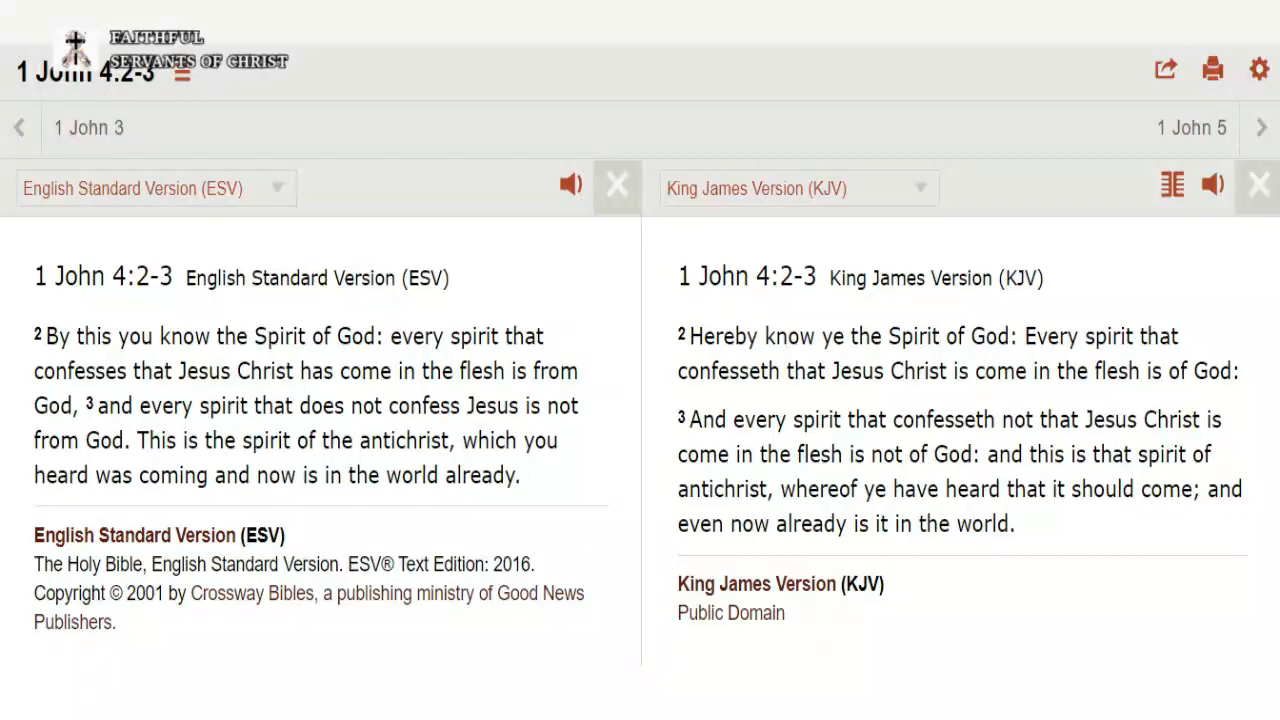 FAITHFUL
SERVANTS OF CHRIST
1 John 4:2-3
1 John 3
1 John 5
English Standard Version (ESV)
King James Version (KJV)
1 John 4:2-3 English Standard Version (ESV)
2 By this you know the Spirit of God: every spirit that
confesses that Jesus Christ has come in the flesh is from
God, 3 and every spirit that does not confess Jesus is not
from God. This is the spirit of the antichrist, which you
heard was coming and now is in the world already.
English Standard Version (ESV)
The Holy Bible, English Standard Version. ESV® Text Edition: 2016.
Copyright © 2001 by Crossway Bibles, a publishing ministry of Good News
Publishers.
1 John 4:2-3 King James Version (KJV)
2 Hereby know ye the Spirit of God: Every spirit that
confesseth that Jesus Christ is come in the flesh is of God:
3 And every spirit that confesseth not that Jesus Christ is
come in the flesh is not of God: and this is that spirit of
antichrist, whereof ye have heard that it should come; and
even now already is it in the world.
King James Version (KJV)
Public Domain